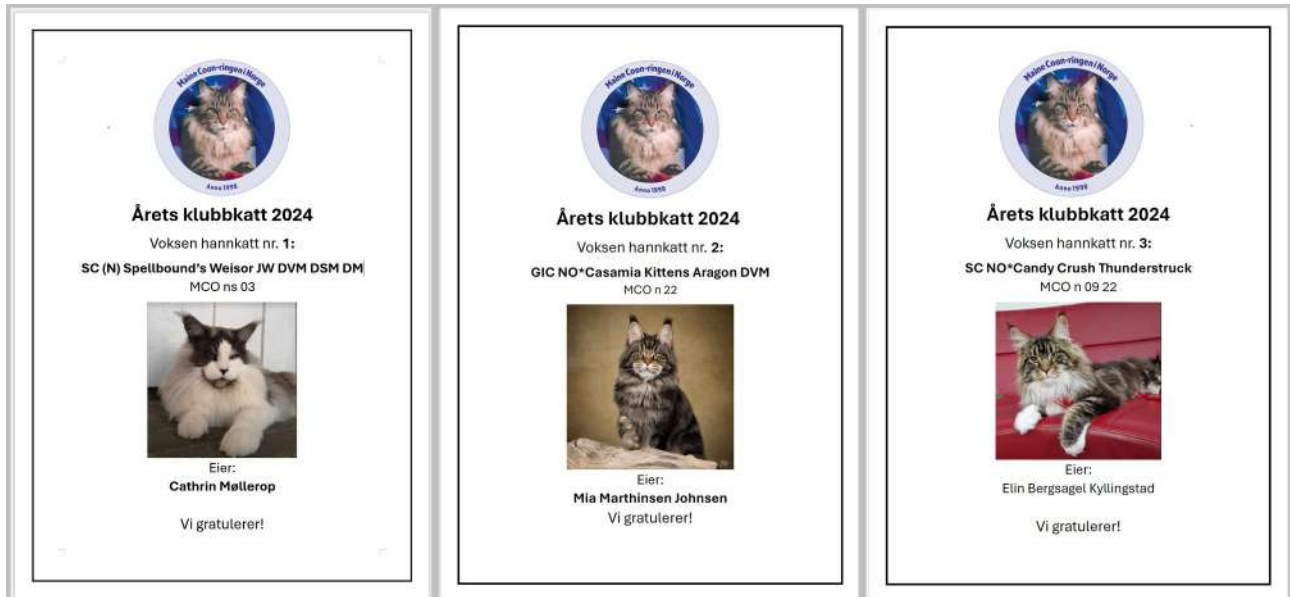 Maine Coon-ringen i Norge
Anno 1998
Årets klubbkatt 2024
Voksen hannkatt nr. 1:
SC (N) Spellbound's Weisor JW DVM DSM DM
MCO ns 03
Eier:
Cathrin Møllerop
Vi gratulerer!
Maine Coon-ringen i Norge
Anno 1998
Årets klubbkatt 2024
Voksen hannkatt nr. 2:
GIC NO*Casamia Kittens Aragon DVM
MCO n 22
Eier:
Mia Marthinsen Johnsen
Vi gratulerer!
Maine Coon-ringen i Norge
Anno 1998
Årets klubbkatt 2024
Voksen hannkatt nr. 3:
SC NO*Candy Crush Thunderstruck
MCO n 09 22
Eier:
Elin Bergsagel Kyllingstad
Vi gratulerer!